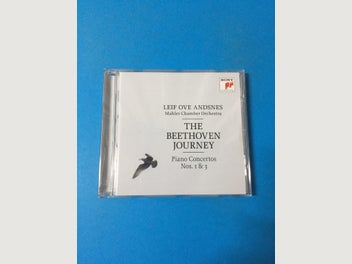 SONY
LEIF OVE ANDSNES
Mahler Chamber Orchestra
THE
BEETHOVEN
JOURNEY
Piano Concertos
Nos. 1 & 3